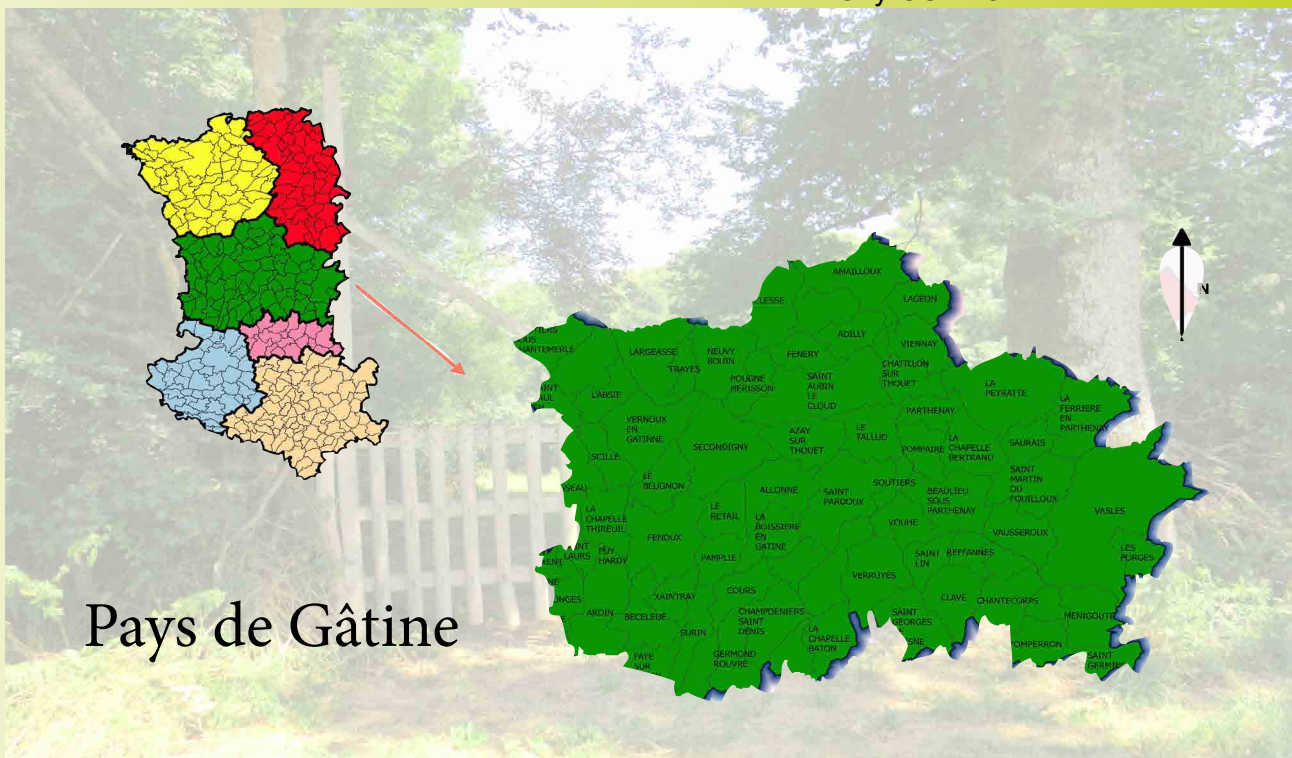 AMAILLOUX
LAGEON
ADILLY
VIENNAY
LARGEASSE
NEUVY
BOUIN
TRAYES
FENERY
CHATILLON
SUR
THOUET
POUGNE
HERISSON
SAINT
AUBIN
LE
CLOUD
LA
PEYRATTE
LA
FERRIERE
EN
PARTHENAY
L'ABSIE
PARTHENAY
VERNOUX
EN
GATINNE
SECONDIGNY
AZAY
SUR
THOUET
LE
TALLUD
POMPAIRE
LA
CHAPELLE
BERTRAND
SAURAIS
SCILLE
SAINT
MARTIN
DU
FOUILLOUX
LE
BEUGNON
ALLONNE
SAINT
PARDOUX
SOUTIERS
BEAULIEU
SOUS
PARTHENAY
VASLES
LA
CHAPELLE
THIREUIL
LE
RETAIL
LA
BOISSIERE
EN
GATINE
VOUHE
VAUSSEROUX
FENIOUX
PUY
HARDY
PAMPLIE
SAINT
LIN
REFFANNES
LES
FORGES
VERRUYES
XAINTRAY
COURS
CLAVE
CHANTECORPS
ARDIN
BECELEUF
CHAMPDENIERS
SAINT
DENIS
SAINT
GEORGES
MENIGOUTE
SURIN
LA
CHAPELLE
BATON
GERMOND
ROUVRE
FAYE
SUR
OMPERRON
SAINT
GERMIE
N
Pays de Gâtine